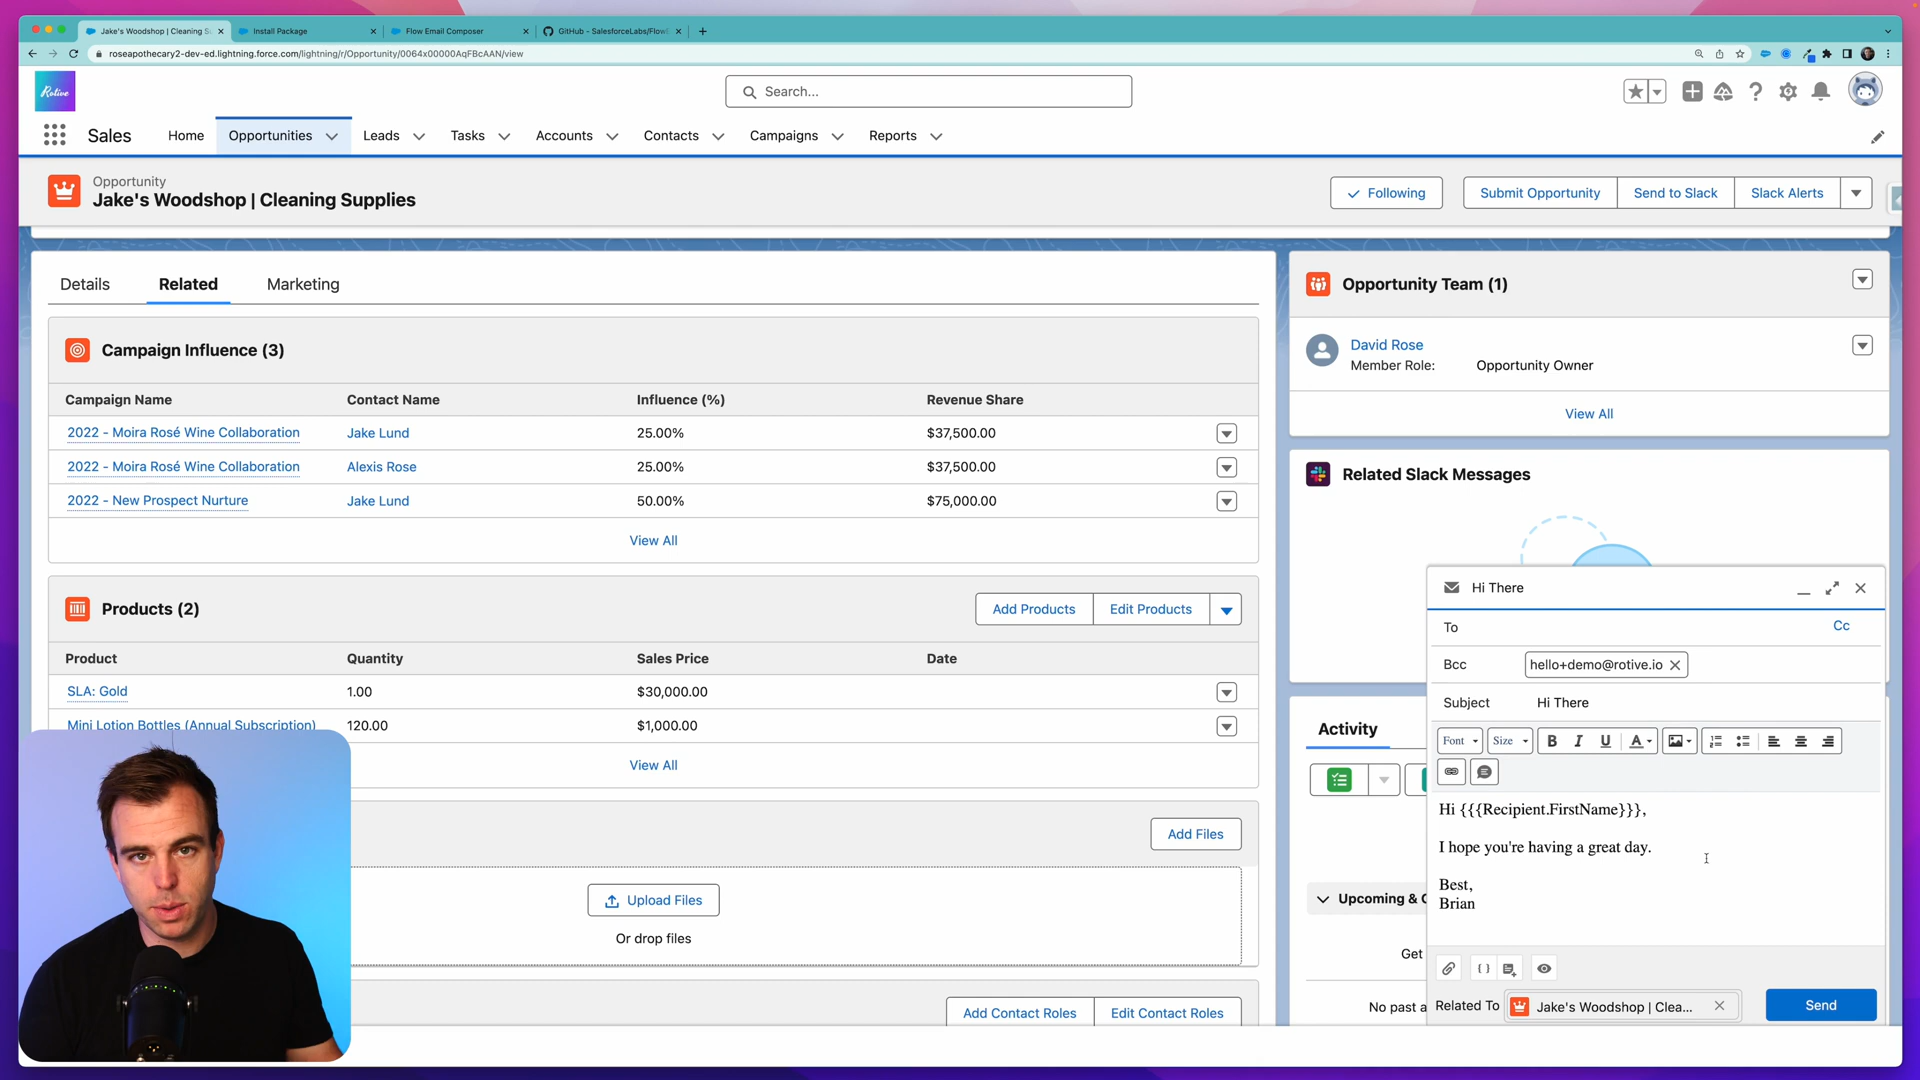 Jake's Woodshop | Cleaning S
Install Package
Flow Email Composer
GitHub - SalesforceLabs/Flow
roseapothecary2-dev-ed.lightning.force.com/lightning/r/Opportunity/0064x00000AqFBcAAN/view
Rotive
Search...
Sales
Home
Opportunities
Leads
Tasks
Accounts
Contacts
Campaigns
Reports
Opportunity
Jake's Woodshop | Cleaning Supplies
Following
Submit Opportunity
Send to Slack
Slack Alerts
Details
Related
Marketing
Campaign Influence (3)
Campaign Name Contact Name Influence (%) Revenue Share
2022 - Moira Rosé Wine Collaboration Jake Lund 25.00% $37,500.00
2022 - Moira Rosé Wine Collaboration Alexis Rose 25.00% $37,500.00
2022 - New Prospect Nurture Jake Lund 50.00% $75,000.00
View All
Products (2)
Add Products
Edit Products
Product Quantity Sales Price Date
SLA: Gold 1.00 $30,000.00
Mini Lotion Bottles (Annual Subscription) 120.00 $1,000.00
View All
Add Files
Upload Files
Or drop files
Add Contact Roles
Edit Contact Roles
Opportunity Team (1)
David Rose
Member Role: Opportunity Owner
View All
Related Slack Messages
Activity
Upcoming &
Get
No past a
Hi There
To
Cc
Bcc hello+demo@rotive.io
Subject Hi There
Font Size B I U A
Hi {{{Recipient.FirstName}}},
I hope you're having a great day.
Best,
Brian
Related To Jake's Woodshop | Clea...
Send